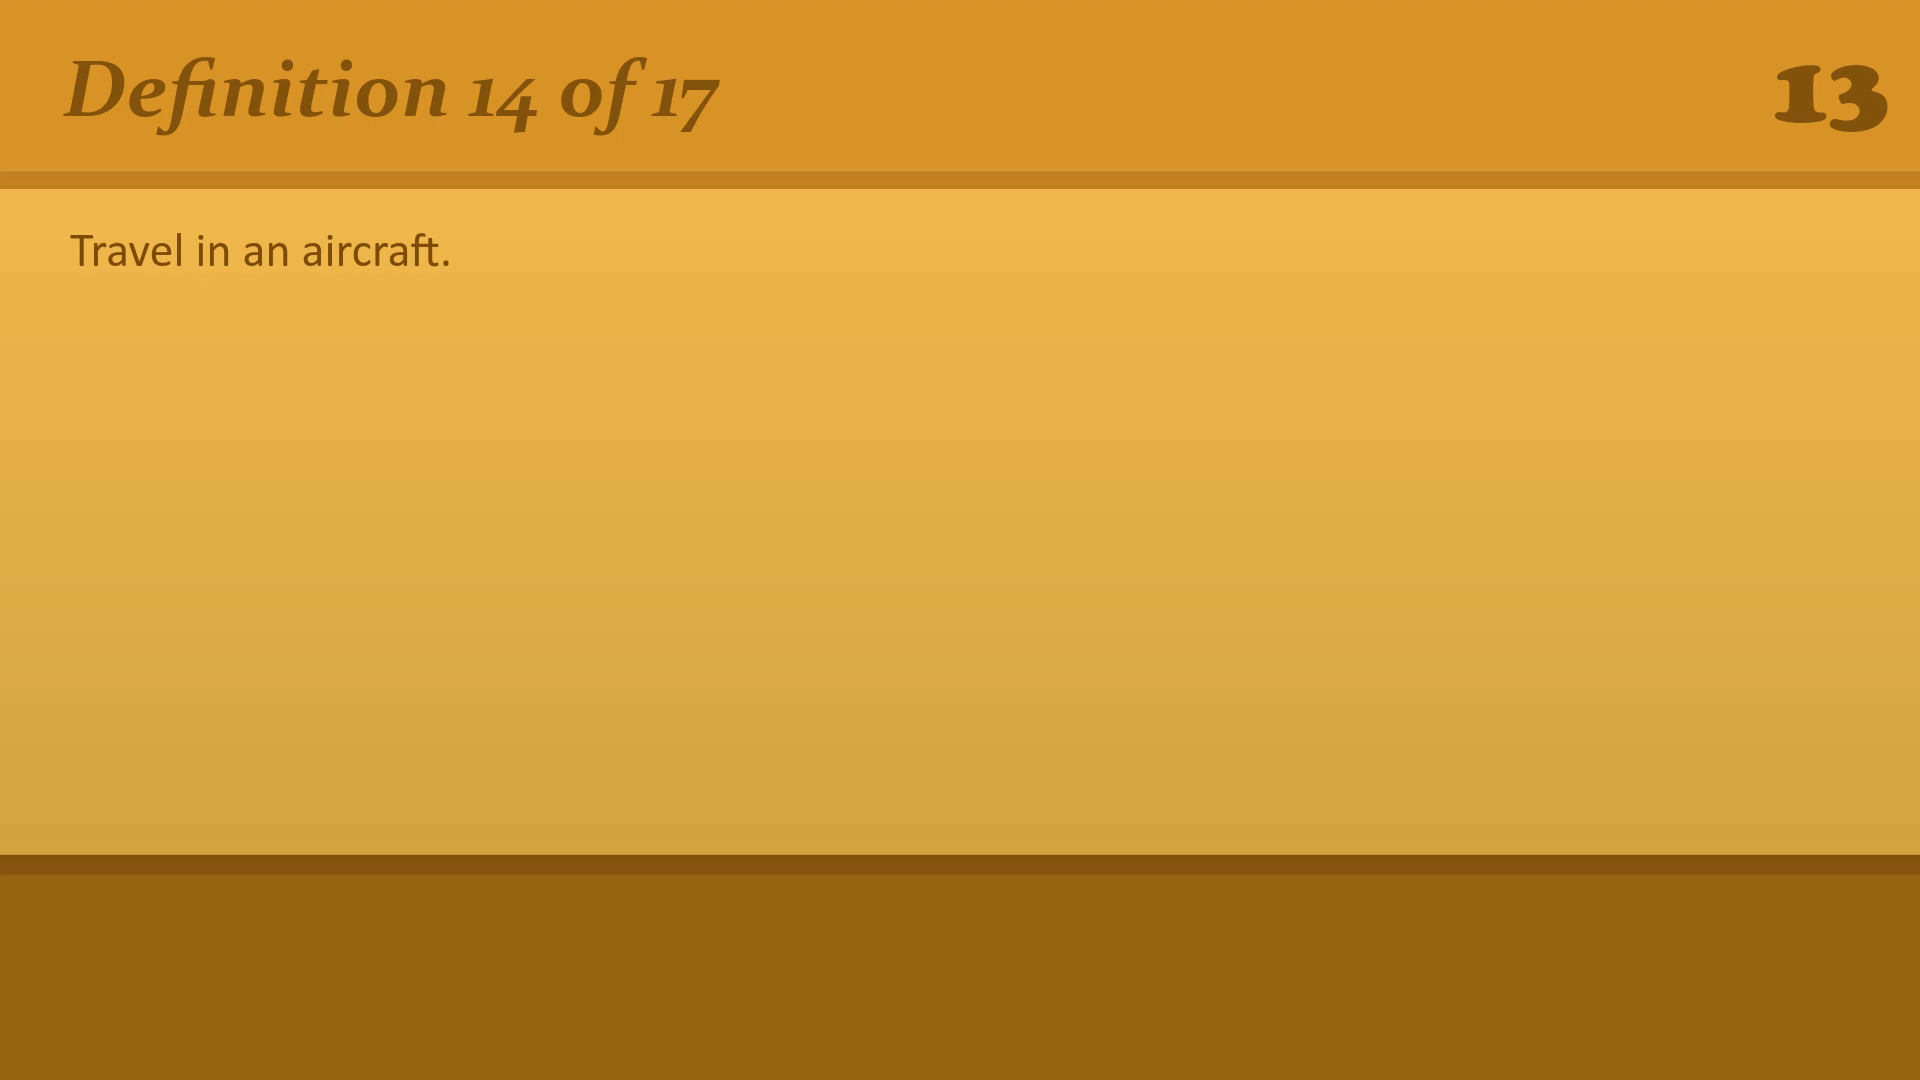 Definition 14 of 17
13
Travel in an aircraft.